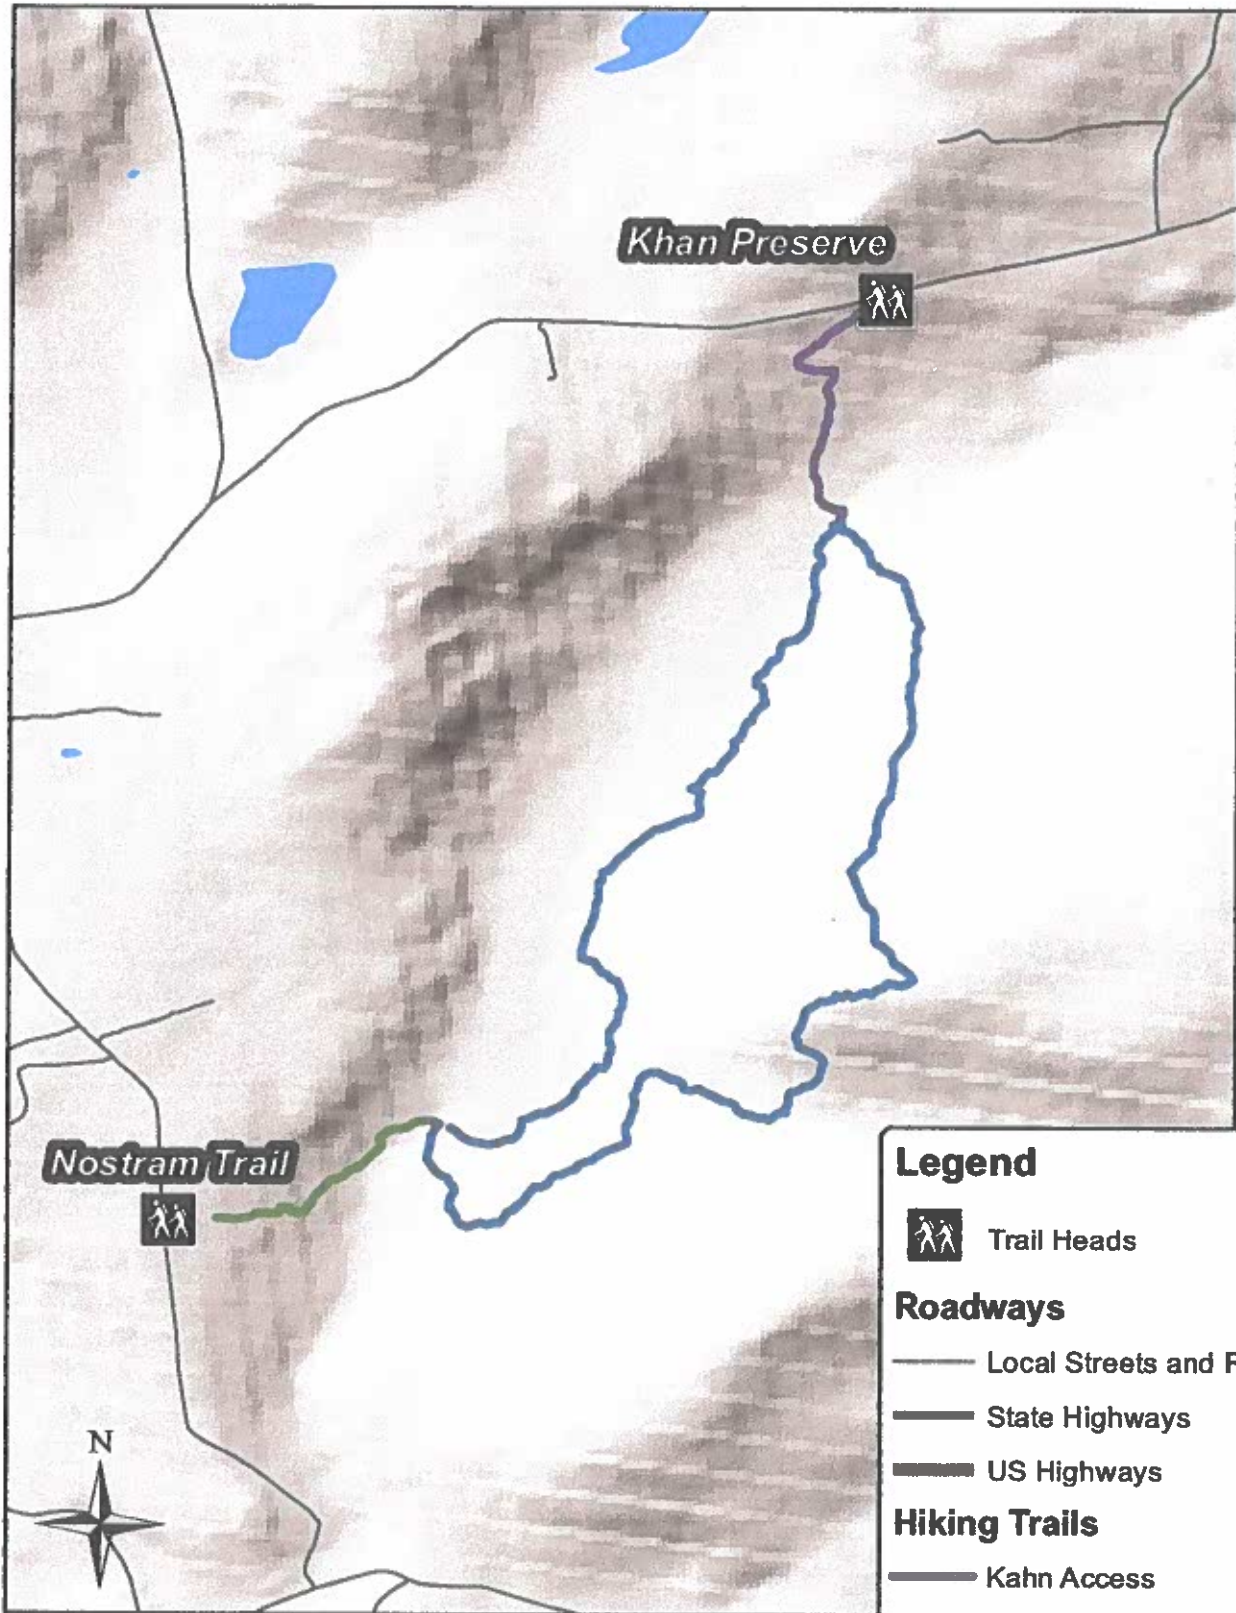 Khan Preserve
Nostram Trail
N
Legend
Trail Heads
Roadways
Local Streets and
State Highways
US Highways
Hiking Trails
Kahn Access